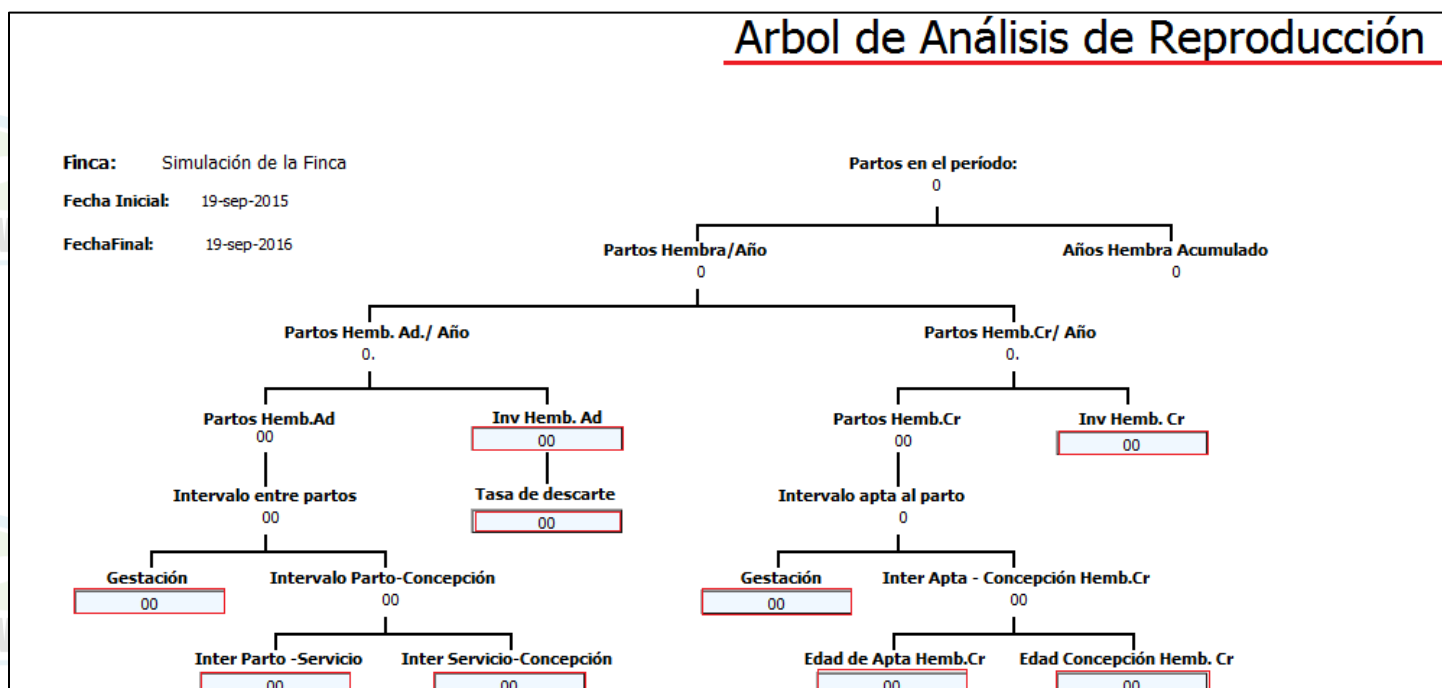 Arbol de Análisis de Reproducción
Finca: Simulación de la Finca
Partos en el período:
0
Fecha Inicial: 19-sep-2015
FechaFinal: 19-sep-2016
Partos Hembra/Año
0
Años Hembra Acumulado
0
Partos Hemb. Ad./ Año
0.
Partos Hemb.Cr/ Año
0.
Partos Hemb.Ad
00
Inv Hemb. Ad
00
Partos Hemb.Cr
00
Inv Hemb. Cr
00
Intervalo entre partos
00
Tasa de descarte
00
Intervalo apta al parto
0
Gestación
00
Intervalo Parto-Concepción
00
Gestación
00
Inter Apta - Concepción Hemb.Cr
00
Inter Parto -Servicio
00
Inter Servicio-Concepción
00
Edad de Apta Hemb.Cr
00
Edad Concepción Hemb. Cr
00